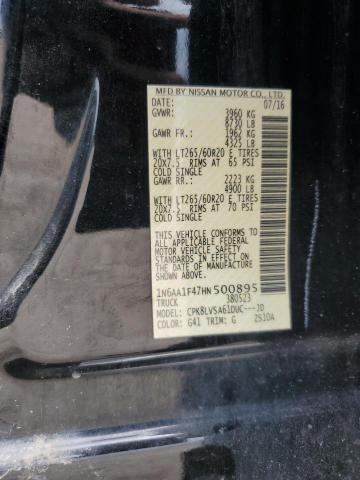 MFD BY NISSAN MOTOR CO., LTD.
DATE: 07/16
GVWR: 3960 KG
8730 LB
GAWR FR. 1962 KG
4325 LB
WITH LT265/60R20 E TIRES
20X7.5 RIMS AT 65 PSI
COLD SINGLE
GAWR RR.: 2223 KG
4900 LB
WITH LT265/60R20 E TIRES
20X7.5 RIMS AT 70 PSI
COLD SINGLE
THIS VEHICLE CONFORMS TO ALL
APPLICABLE FEDERAL MOTOR
VEHICLE SAFETY
STANDARDS IN EFFECT ON THE
DATE OF MANUFACTURE
SHOWN ABOVE.
1N6AA1F47HN500895
TRUCK 380523
MODEL: CPK8LVSA61DUC---JD
COLOR: G41 TRIM: G 2S10A